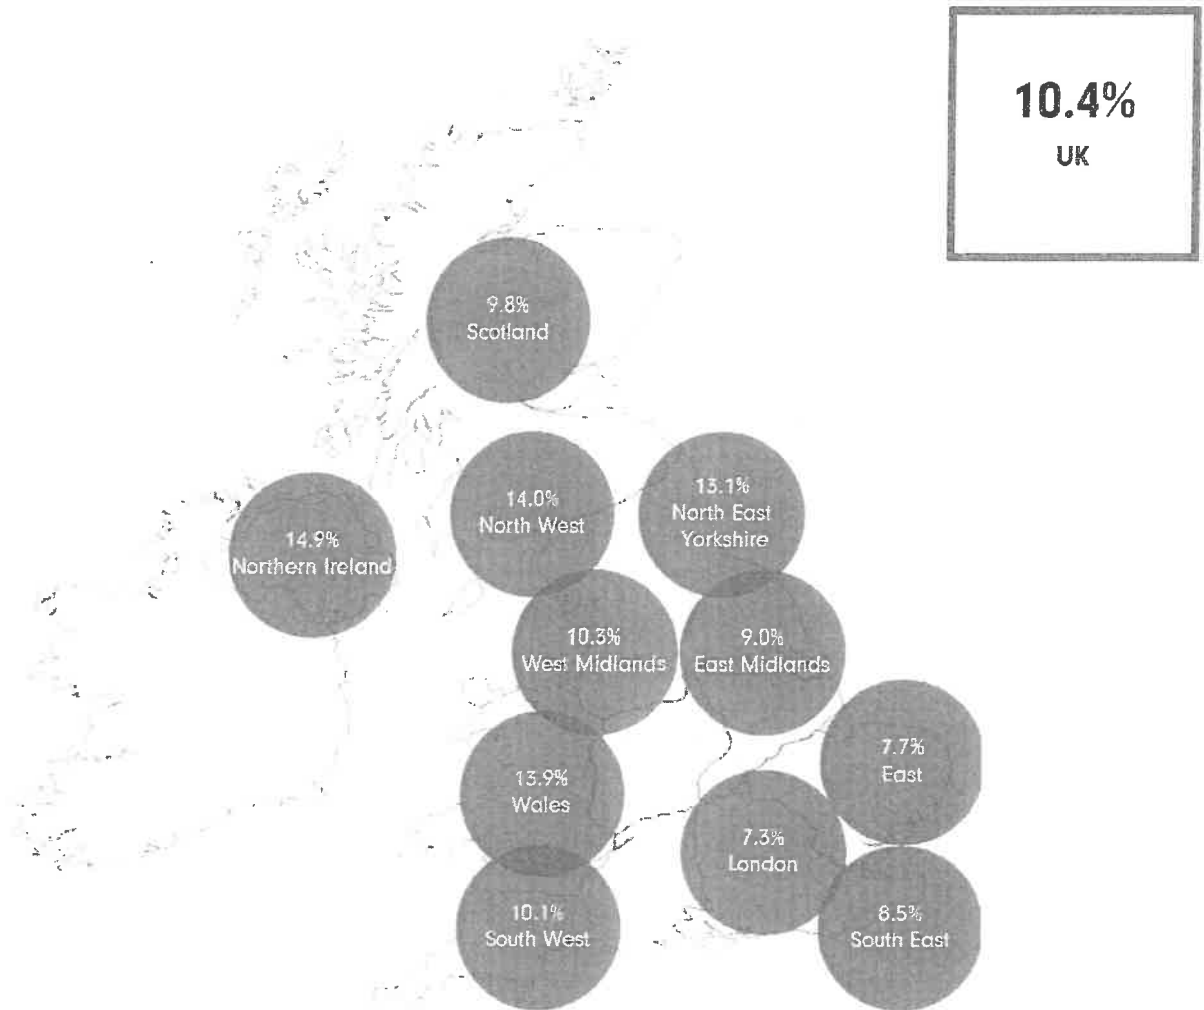 10.4%
UK
9.8%
Scotland
14.0%
North West
13.1%
North East
Yorkshire
14.9%
Northern Ireland
10.3%
West Midlands
9.0%
East Midlands
7.7%
East
13.9%
Wales
7.3%
London
10.1%
South West
8.5%
South East